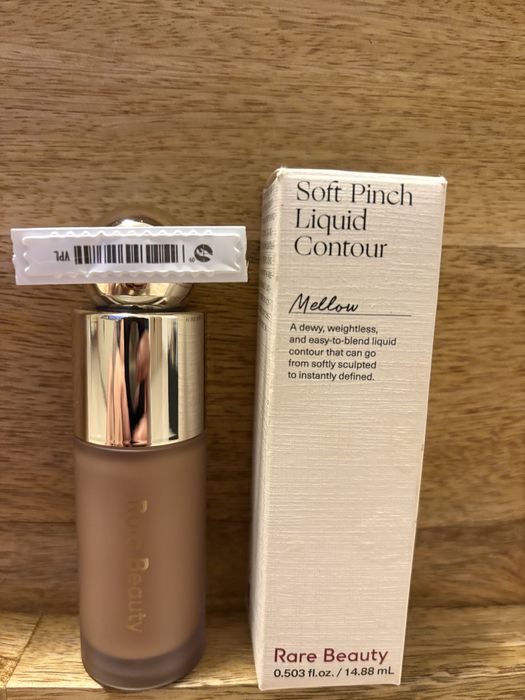 VPL
Rare Beauty
Soft Pinch
Liquid
Contour
Mellow
A dewy, weightless,
and easy-to-blend liquid
contour that can go
from softly sculpted
to instantly defined.
Rare Beauty
0.503 fl.oz. / 14.88 mL